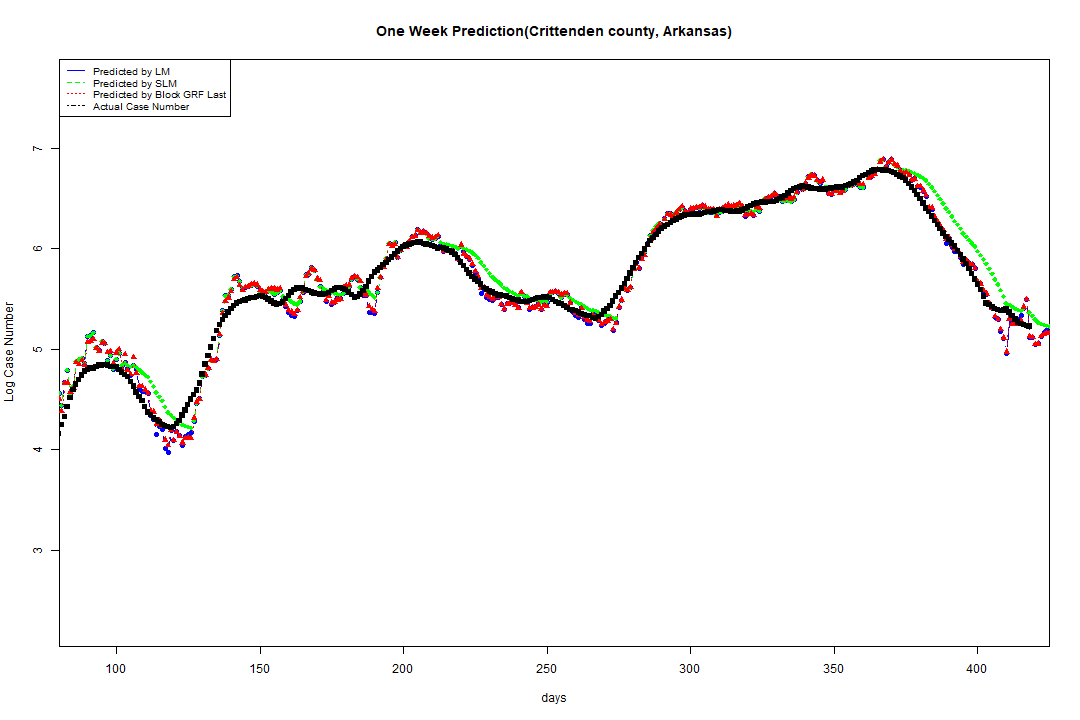 One Week Prediction(Crittenden county, Arkansas)
Predicted by LM
Predicted by SLM
Predicted by Block GRF Last
Actual Case Number
7
6
5
4
3
Log Case Number
100 150 200 250 300 350 400
days